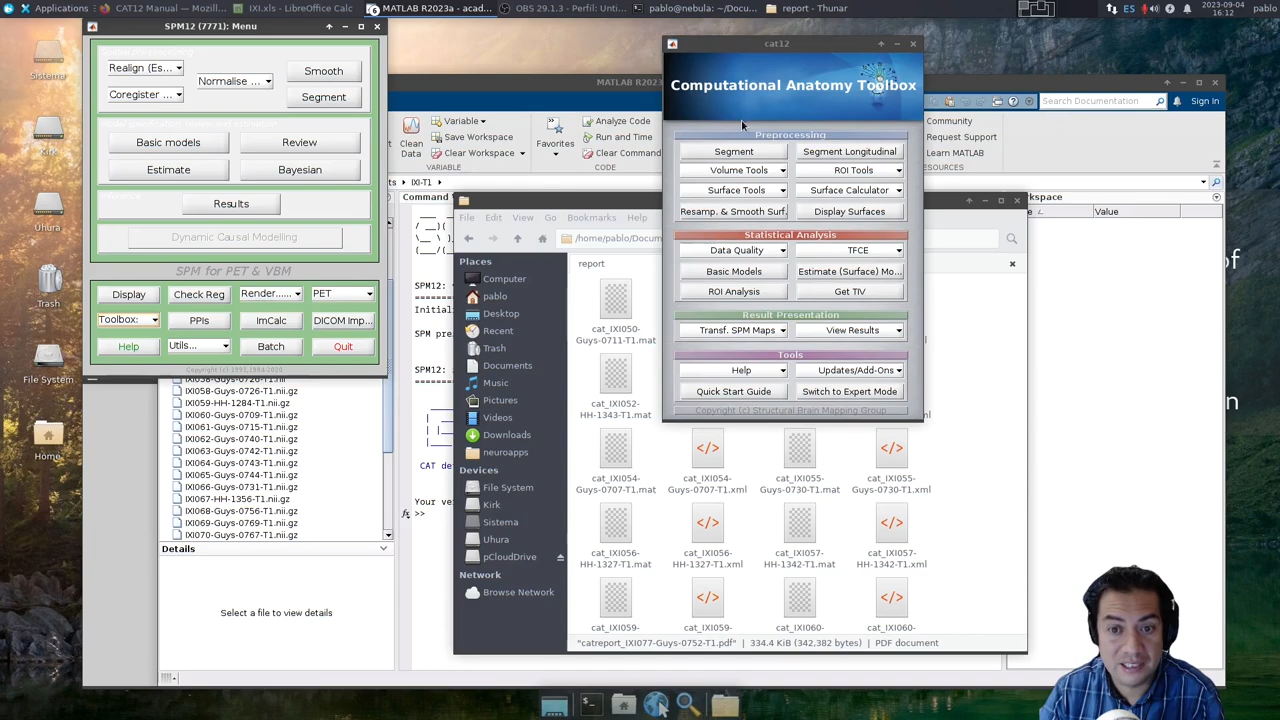 Applications
CAT12 Manual — Mozilla ...
IXI.xls — LibreOffice Calc
MATLAB R2023a - acad...
OBS 29.1.3 - Perfil: Unti...
pablo@nebula: ~/Docu...
report - Thunar
ES
2023-09-04
16:12
pablo
Sistema
Kirk
Uhura
Trash
File System
Home
SPM12 (7771): Menu
Realign (Es...
Normalise ...
Smooth
Coregister ...
Segment
Basic models
Review
Estimate
Bayesian
Results
Dynamic Causal Modelling
SPM for PET & VBM
Display
Check Reg
Render......
PET
Toolbox:
PPIs
ImCalc
DICOM Imp...
Help
Utils...
Batch
Quit
Copyright (c) 1991,1994-2020
MATLAB R2023
Search Documentation
Sign In
Clean
Data
Variable
Save Workspace
Clear Workspace
VARIABLE
Favorites
Analyze Code
Run and Time
Clear Command
CODE
Community
Request Support
Learn MATLAB
IXI-T1
Command
Value
SPM12:
Initial
SPM pre
SPM12:
CAT de
Your ve
fx >>
IXI058-Guys-0726-T1.nii.gz
IXI059-HH-1284-T1.nii.gz
IXI060-Guys-0709-T1.nii.gz
IXI061-Guys-0715-T1.nii.gz
IXI062-Guys-0740-T1.nii.gz
IXI063-Guys-0742-T1.nii.gz
IXI064-Guys-0743-T1.nii.gz
IXI065-Guys-0744-T1.nii.gz
IXI066-Guys-0731-T1.nii.gz
IXI067-HH-1356-T1.nii.gz
IXI068-Guys-0756-T1.nii.gz
IXI069-Guys-0769-T1.nii.gz
IXI070-Guys-0767-T1.nii.gz
Details
Select a file to view details
File Edit View Go Bookmarks Help
/home/pablo/Docum
Places
Computer
pablo
Desktop
Recent
Trash
Documents
Music
Pictures
Videos
Downloads
neuroapps
Devices
File System
Kirk
Sistema
Uhura
pCloudDrive
Network
Browse Network
report
cat_IXI050-
Guys-0711-T1.mat
cat_IXI052-
HH-1343-T1.mat
cat_IXI054-
Guys-0707-T1.mat
cat_IXI054-
Guys-0707-T1.xml
cat_IXI055-
Guys-0730-T1.mat
cat_IXI055-
Guys-0730-T1.xml
cat_IXI056-
HH-1327-T1.mat
cat_IXI056-
HH-1327-T1.xml
cat_IXI057-
HH-1342-T1.mat
cat_IXI057-
HH-1342-T1.xml
cat_IXI059-
cat_IXI059-
cat_IXI060-
cat_IXI060-
"catreport_IXI077-Guys-0752-T1.pdf" | 334.4 KiB (342,382 bytes) | PDF document
cat12
Computational Anatomy Toolbox
Preprocessing
Segment
Segment Longitudinal
Volume Tools
ROI Tools
Surface Tools
Surface Calculator
Resamp. & Smooth Surf.
Display Surfaces
Statistical Analysis
Data Quality
TFCE
Basic Models
Estimate (Surface) Mo...
ROI Analysis
Get TIV
Result Presentation
Transf. SPM Maps
View Results
Tools
Help
Updates/Add-Ons
Quick Start Guide
Switch to Expert Mode
Copyright (c) Structural Brain Mapping Group
of
n